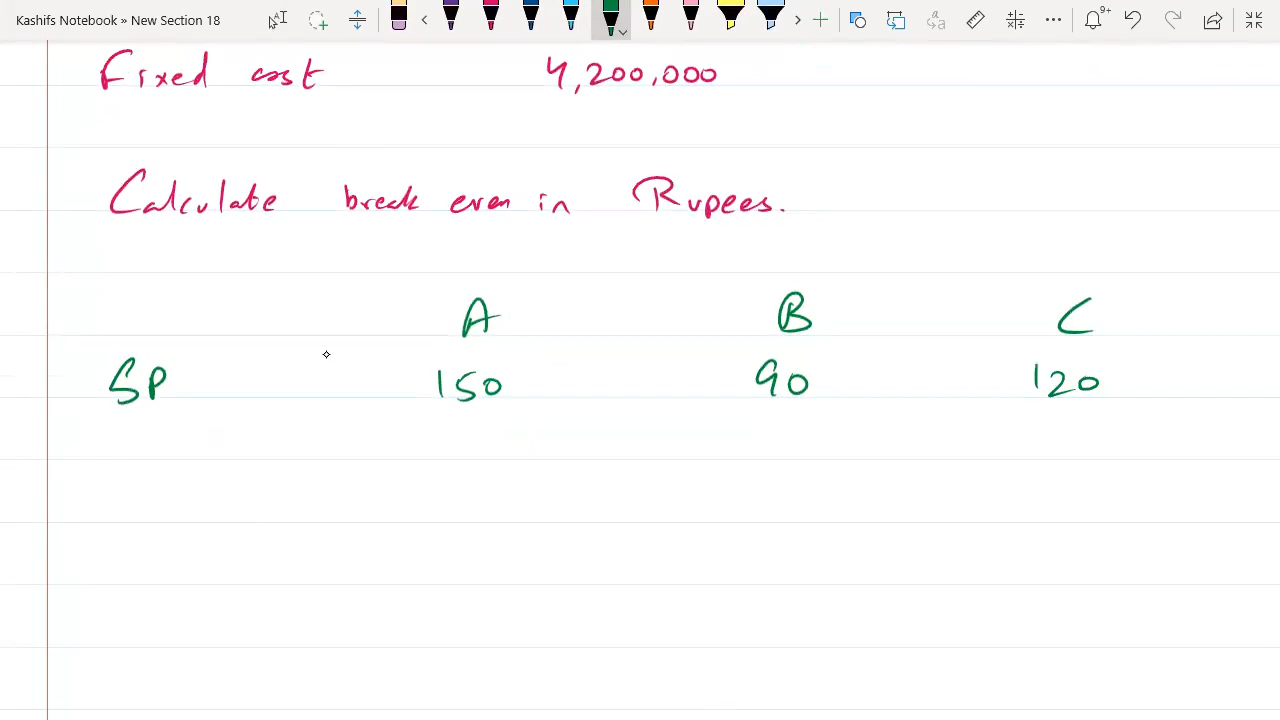 Kashifs Notebook » New Section 18
9+
Fixed cost 4,200,000
Calculate break even in Rupees.
A B C
SP 150 90 120